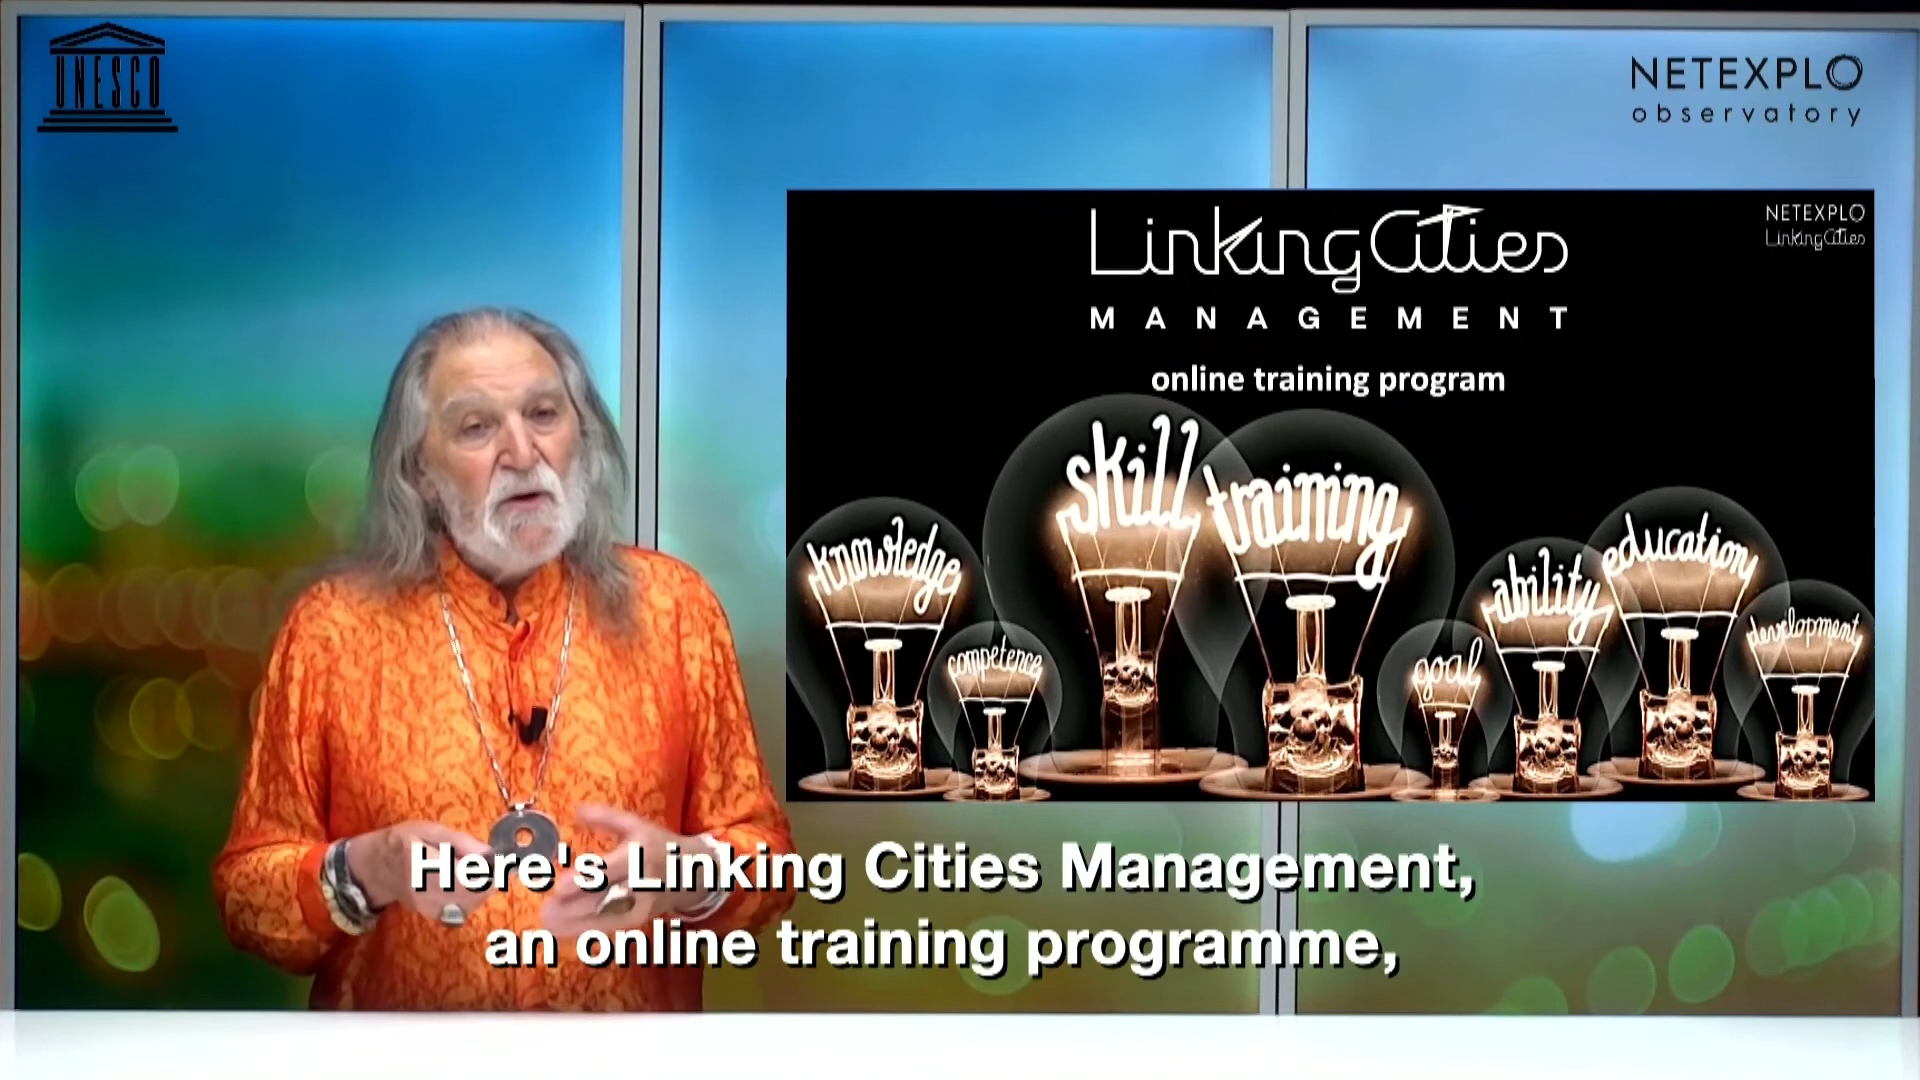 UNESCO
NETEXPLO
observatory
LinkingCities
MANAGEMENT
online training program
NETEXPLO
LinkingCities
skill
training
knowledge
competence
goal
ability
education
development
Here's Linking Cities Management,
an online training programme,